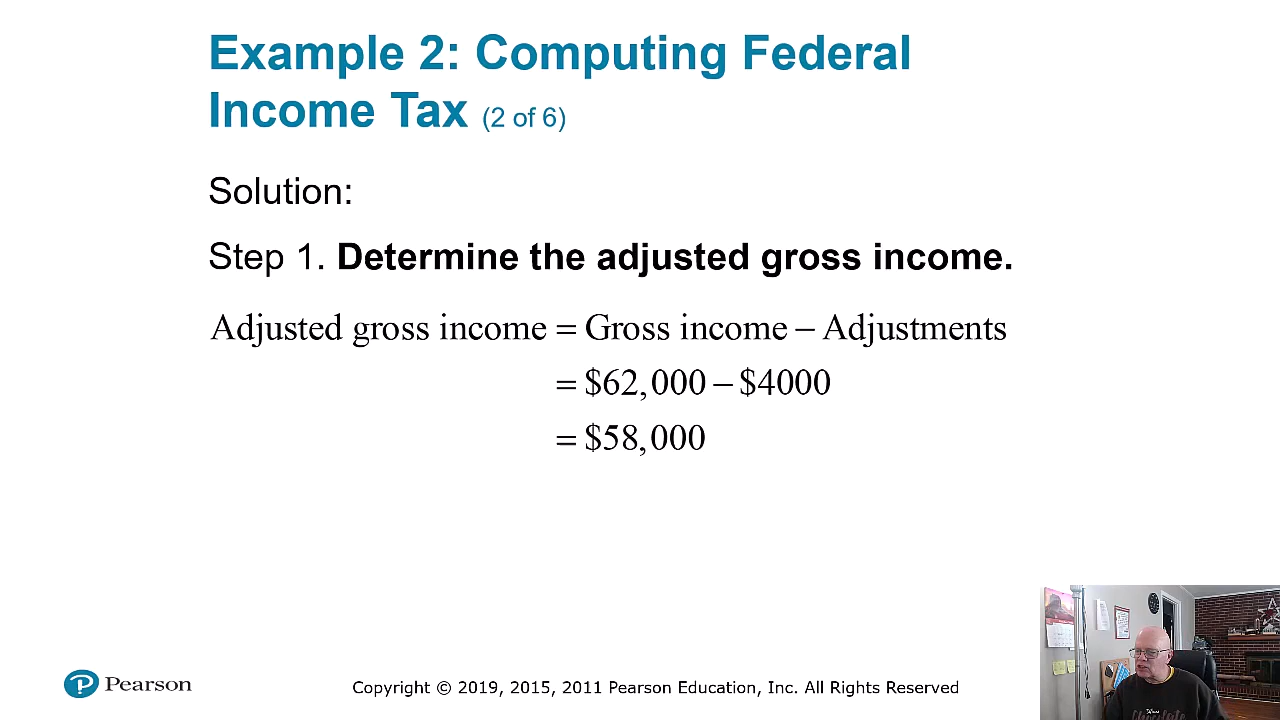 Example 2: Computing Federal
Income Tax (2 of 6)
Solution:
Step 1. Determine the adjusted gross income.
Adjusted gross income = Gross income − Adjustments
= $62,000 − $4000
= $58,000
Pearson
Copyright © 2019, 2015, 2011 Pearson Education, Inc. All Rights Reserved